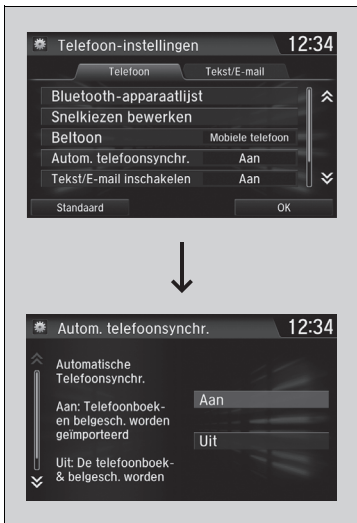 Telefoon-instellingen 12:34
Telefoon Tekst/E-mail
Bluetooth-apparaatlijst
Snelkiezen bewerken
Beltoon Mobiele telefoon
Autom. telefoonsynchr. Aan
Tekst/E-mail inschakelen Aan
Standaard OK
Autom. telefoonsynchr. 12:34
Automatische
Telefoonsynchr.
Aan: Telefoonboek-
en belgesch. worden
geïmporteerd
Uit: De telefoonboek-
& belgesch. worden
Aan
Uit